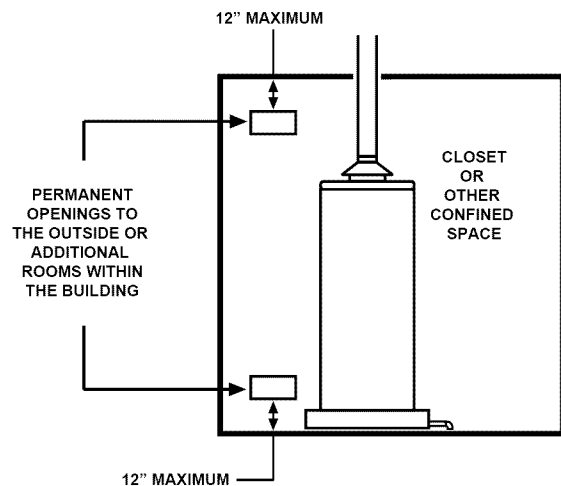 12” MAXIMUM
PERMANENT
OPENINGS TO
THE OUTSIDE OR
ADDITIONAL
ROOMS WITHIN
THE BUILDING
CLOSET
OR
OTHER
CONFINED
SPACE
12” MAXIMUM